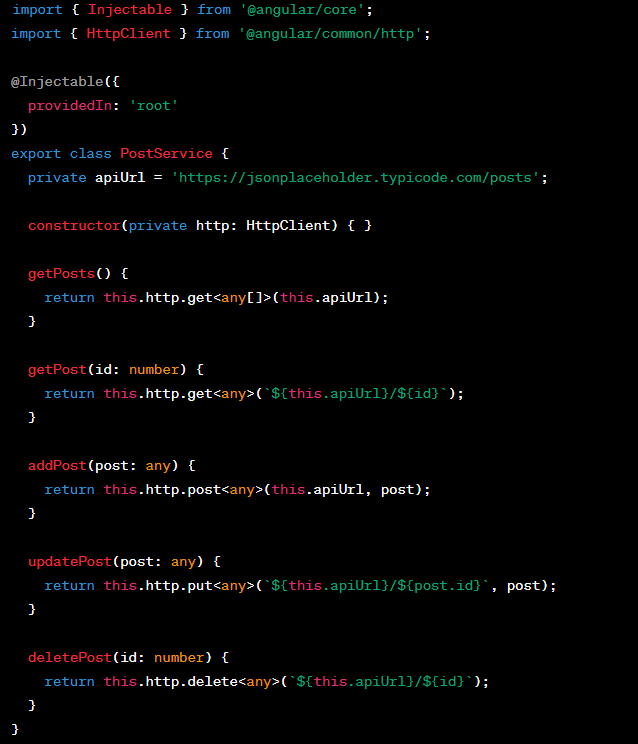 import { Injectable } from '@angular/core';
import { HttpClient } from '@angular/common/http';

@Injectable({
  providedIn: 'root'
})
export class PostService {
  private apiUrl = 'https://jsonplaceholder.typicode.com/posts';

  constructor(private http: HttpClient) { }

  getPosts() {
    return this.http.get<any[]>(this.apiUrl);
  }

  getPost(id: number) {
    return this.http.get<any>(`${this.apiUrl}/${id}`);
  }

  addPost(post: any) {
    return this.http.post<any>(this.apiUrl, post);
  }

  updatePost(post: any) {
    return this.http.put<any>(`${this.apiUrl}/${post.id}`, post);
  }

  deletePost(id: number) {
    return this.http.delete<any>(`${this.apiUrl}/${id}`);
  }
}